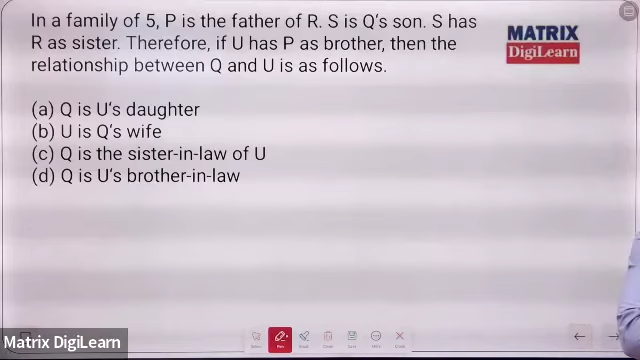 In a family of 5, P is the father of R. S is Q's son. S has
R as sister. Therefore, if U has P as brother, then the
relationship between Q and U is as follows.
MATRIX
DigiLearn
(a) Q is U's daughter
(b) U is Q's wife
(c) Q is the sister-in-law of U
(d) Q is U's brother-in-law
Matrix DigiLearn